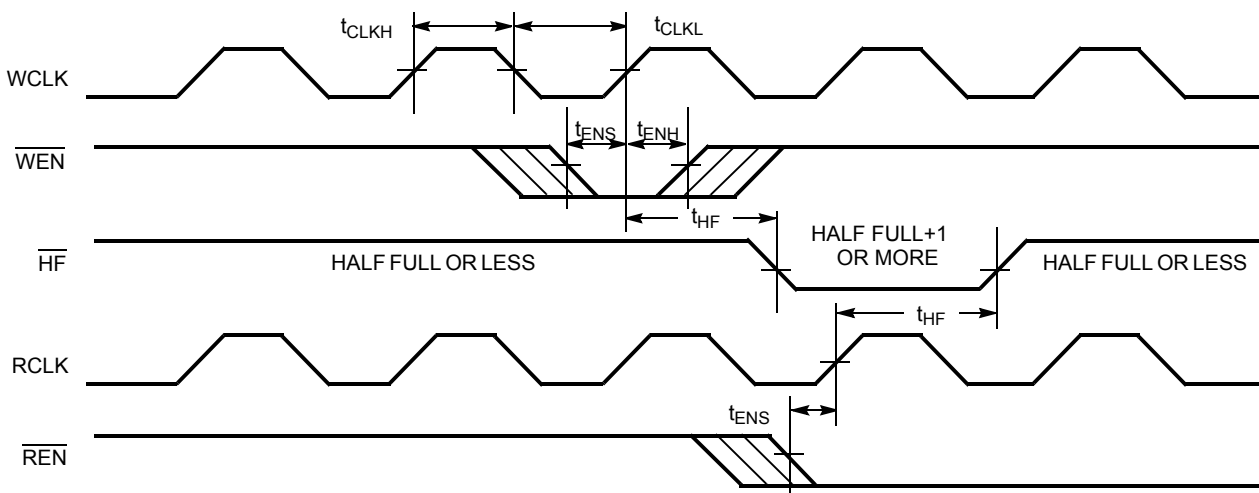 tCLKH tCLKL
WCLK
tENS tENH
WEN
tHF
HF
HALF FULL OR LESS
HALF FULL+1
OR MORE
HALF FULL OR LESS
tHF
RCLK
tENS
REN